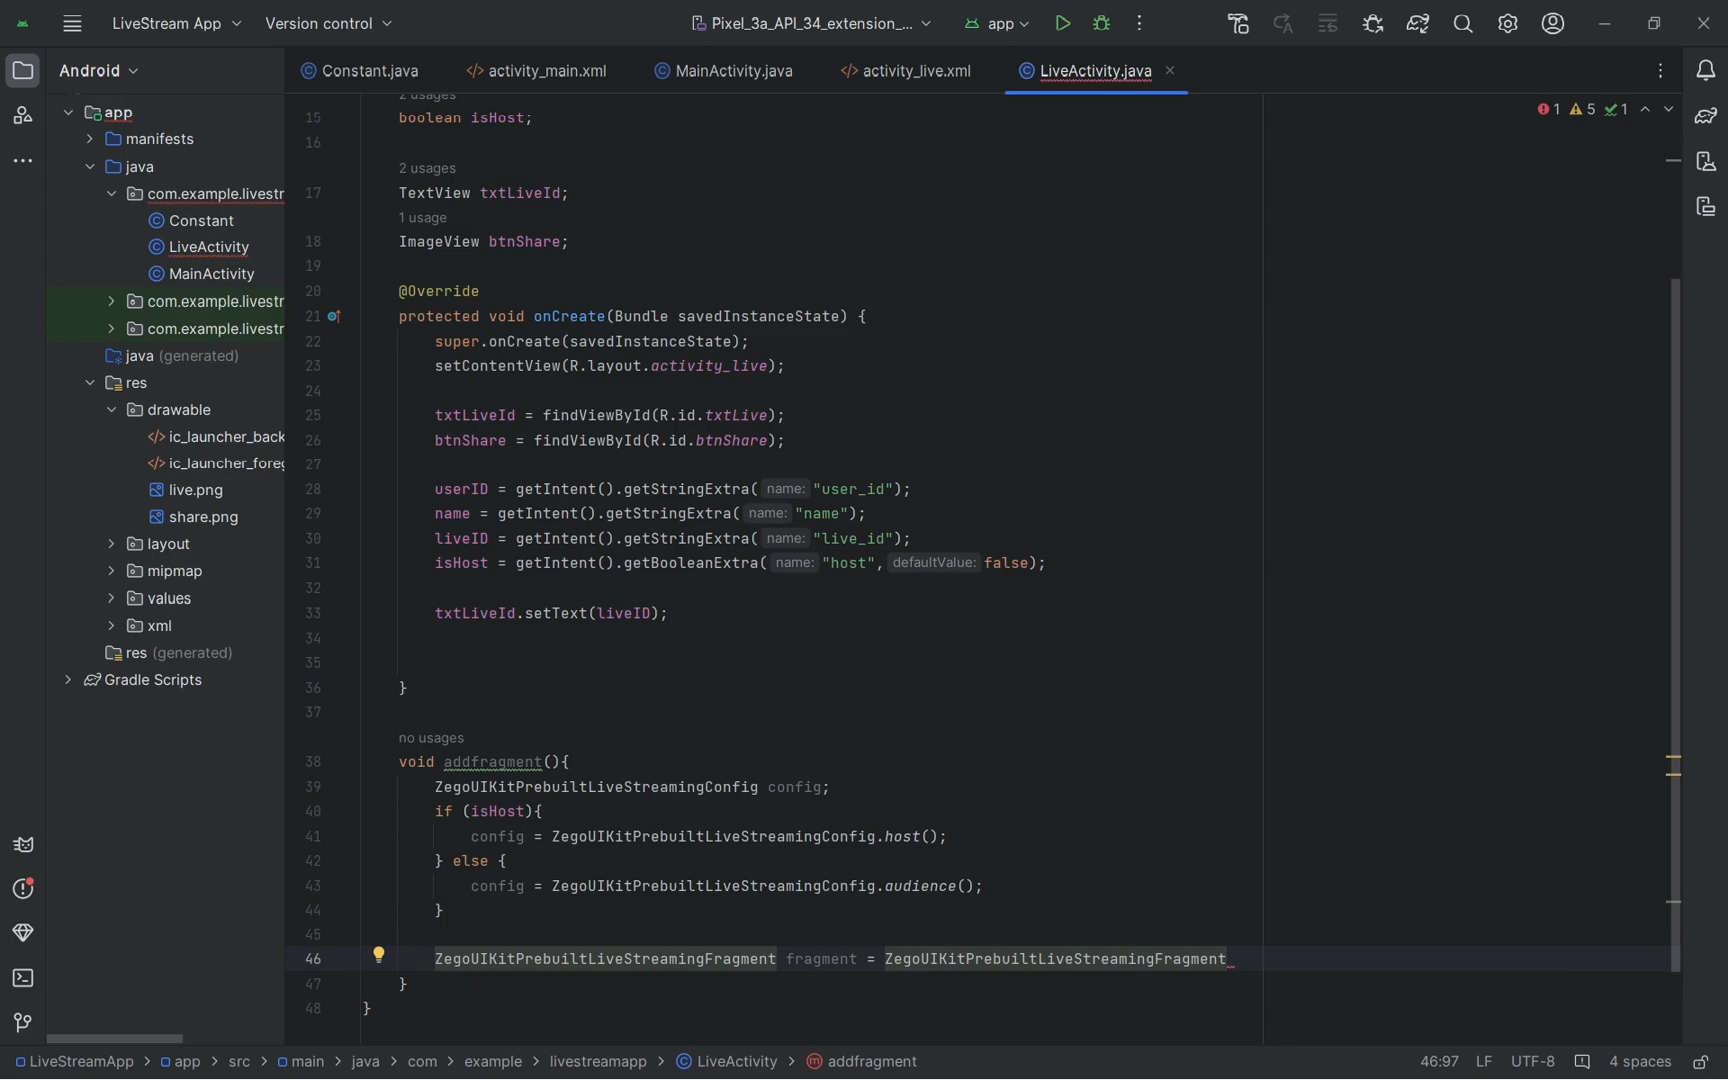 LiveStream App
Version control
Pixel_3a_API_34_extension_...
app
Android
Constant.java
activity_main.xml
MainActivity.java
activity_live.xml
LiveActivity.java
1 5 1
app
manifests
java
com.example.livestr
Constant
LiveActivity
MainActivity
com.example.livestr
com.example.livestr
java (generated)
res
drawable
ic_launcher_back
ic_launcher_foreg
live.png
share.png
layout
mipmap
values
xml
res (generated)
Gradle Scripts
2 usages
15 boolean isHost;
16
2 usages
17 TextView txtLiveId;
1 usage
18 ImageView btnShare;
19
20 @Override
21 protected void onCreate(Bundle savedInstanceState) {
22 super.onCreate(savedInstanceState);
23 setContentView(R.layout.activity_live);
24
25 txtLiveId = findViewById(R.id.txtLive);
26 btnShare = findViewById(R.id.btnShare);
27
28 userID = getIntent().getStringExtra( name: "user_id");
29 name = getIntent().getStringExtra( name: "name");
30 liveID = getIntent().getStringExtra( name: "live_id");
31 isHost = getIntent().getBooleanExtra( name: "host", defaultValue: false);
32
33 txtLiveId.setText(liveID);
34
35
36 }
37
no usages
38 void addfragment(){
39 ZegoUIKitPrebuiltLiveStreamingConfig config;
40 if (isHost){
41 config = ZegoUIKitPrebuiltLiveStreamingConfig.host();
42 } else {
43 config = ZegoUIKitPrebuiltLiveStreamingConfig.audience();
44 }
45
46 ZegoUIKitPrebuiltLiveStreamingFragment fragment = ZegoUIKitPrebuiltLiveStreamingFragment
47 }
48 }
LiveStreamApp > app > src > main > java > com > example > livestreamapp > LiveActivity > addfragment
46:97 LF UTF-8 4 spaces